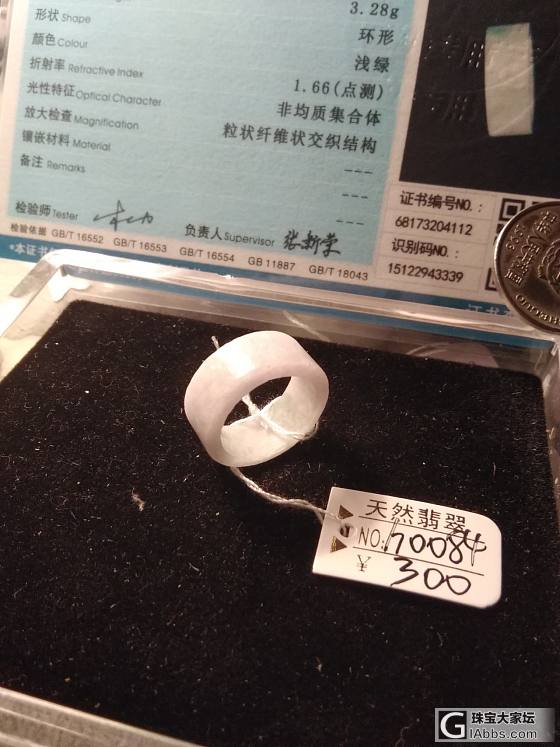 3.28g
形状 Shape 环形
颜色 Colour 浅绿
折射率 Refractive Index 1.66(点测)
光性特征 Optical Character 非均质集合体
放大检查 Magnification 粒状纤维状交织结构
镶嵌材料 Material ---
备注 Remarks ---
---
检验师 Tester 负责人 Supervisor
检验依据 GB/T 16552 GB/T 16553 GB/T 16554 GB 11887 GB/T 18043
*本证书
证书编号NO.:
68173204112
识别码NO.:
15122943339
天然翡翠
NO: 170084
¥ 300
珠宝大家坛
LIAbbs.com